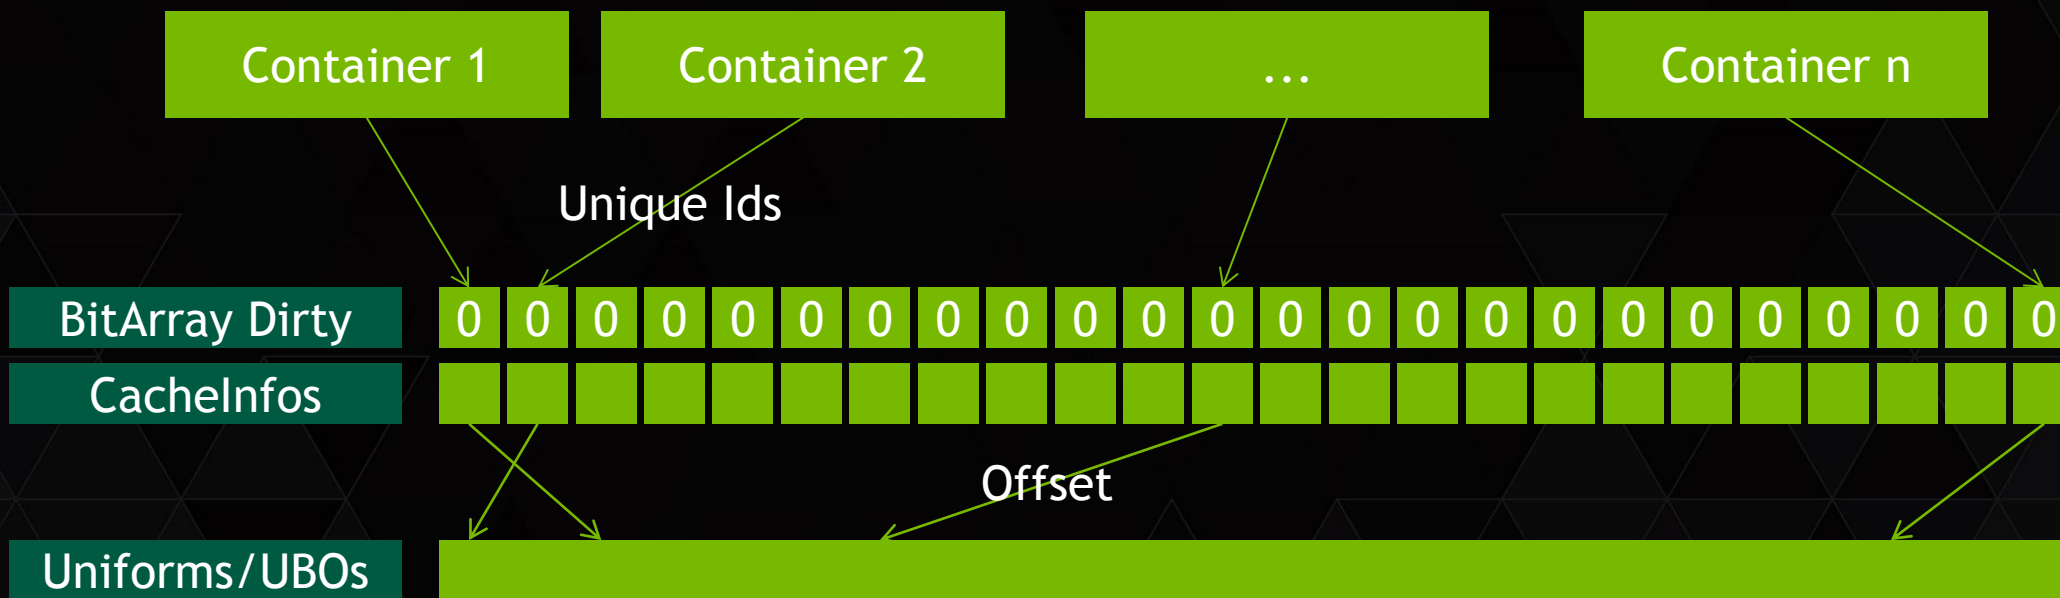 Container 1 Container 2 ... Container n
Unique Ids
BitArray Dirty 0 0 0 0 0 0 0 0 0 0 0 0 0 0 0 0 0 0 0 0 0 0 0 0
CacheInfos
Offset
Uniforms/UBOs